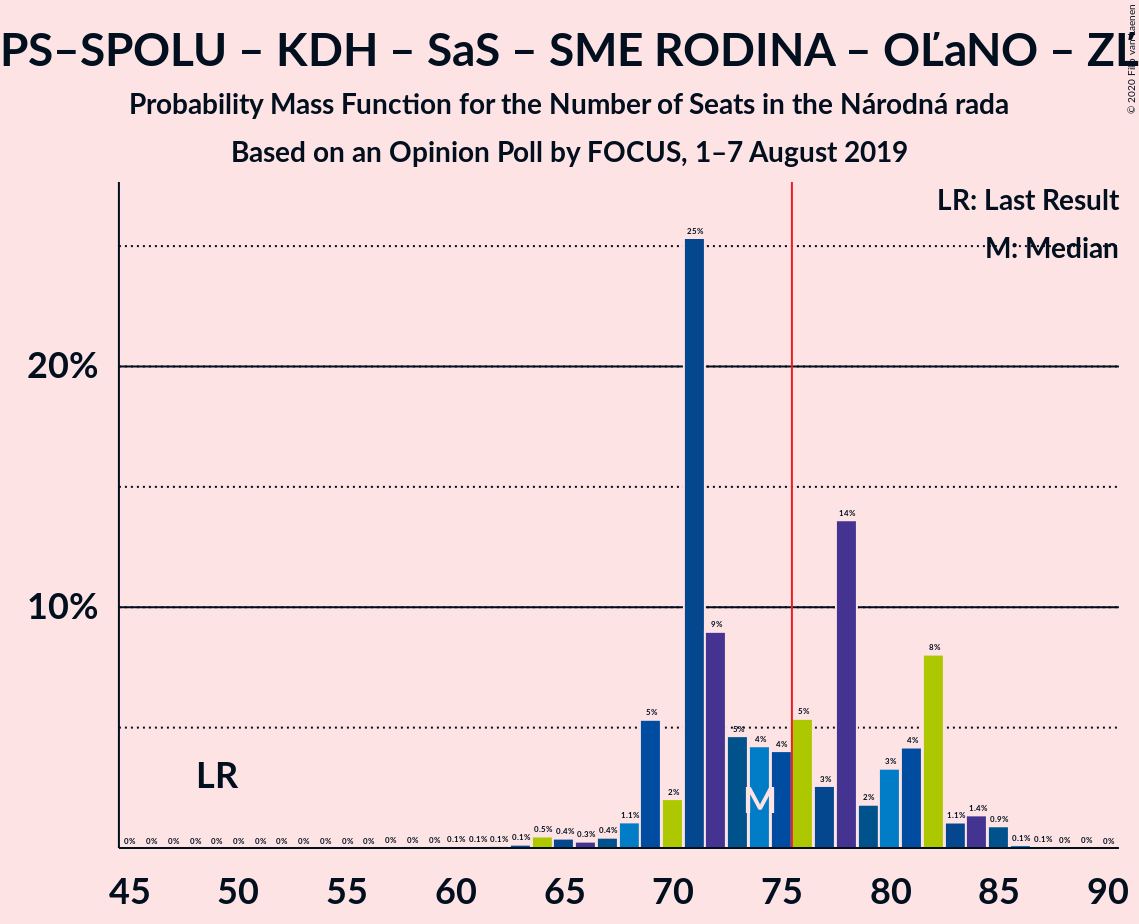 PS–SPOLU – KDH – SaS – SME RODINA – OĽaNO – ZĽ
Probability Mass Function for the Number of Seats in the Národná rada
Based on an Opinion Poll by FOCUS, 1–7 August 2019
© 2020 Filip van Laenen
LR: Last Result
M: Median
25%
20%
14%
10%
9%
8%
5% 5% 5%
4% 4% 4%
3% 3%
2% 2%
LR
M
0% 0% 0% 0% 0% 0% 0% 0% 0% 0% 0% 0% 0% 0% 0% 0.1% 0.1% 0.1% 0.1% 0.5% 0.4% 0.3% 0.4% 1.1% 1.1% 1.4% 0.9% 0.1% 0.1% 0% 0% 0%
45 50 55 60 65 70 75 80 85 90